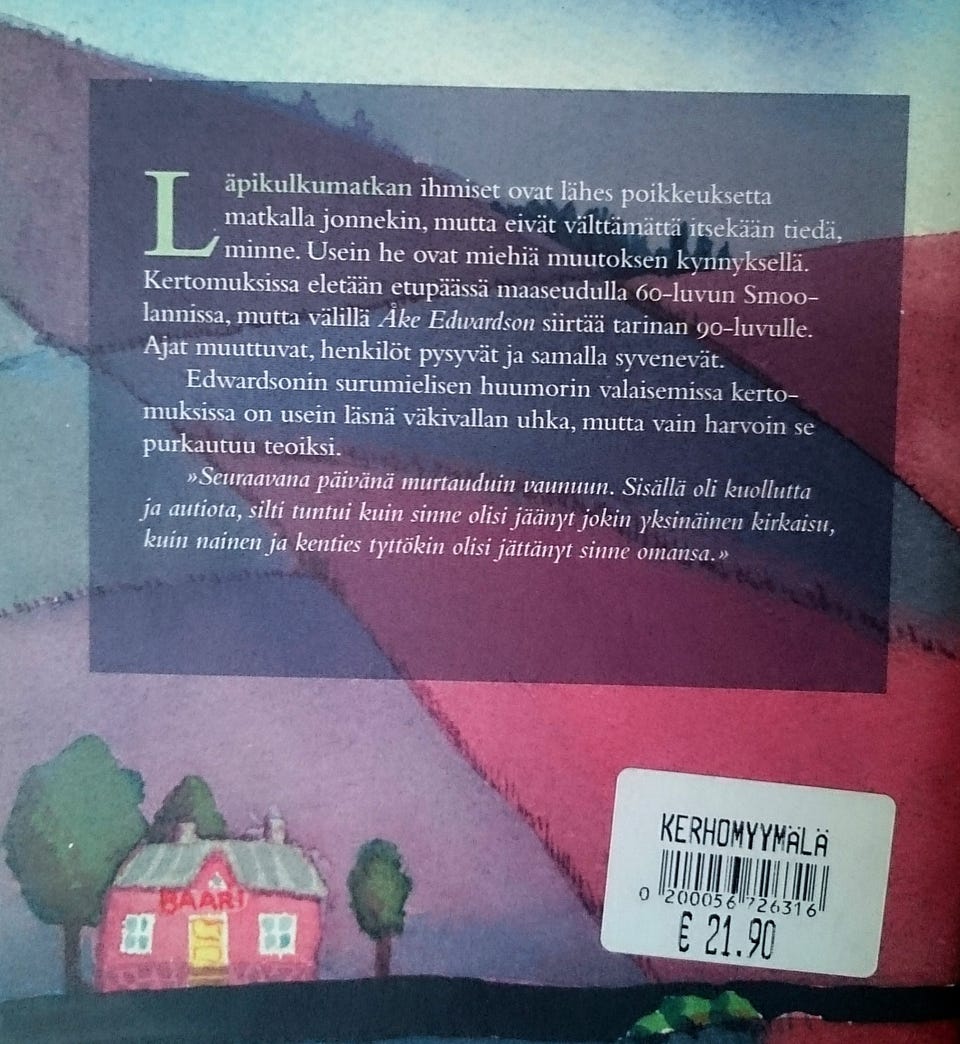 Läpikulkumatkan ihmiset ovat lähes poikkeuksetta
matkalla jonnekin, mutta eivät välttämättä itsekään tiedä,
minne. Usein he ovat miehiä muutoksen kynnyksellä.
Kertomuksissa eletään etupäässä maaseudulla 60-luvun Smoo-
lannissa, mutta välillä Åke Edwardson siirtää tarinan 90-luvulle.
Ajat muuttuvat, henkilöt pysyvät ja samalla syvenevät.
Edwardsonin surumielisen huumorin valaisemissa kerto-
muksissa on usein läsnä väkivallan uhka, mutta vain harvoin se
purkautuu teoiksi.
»Seuraavana päivänä murtauduin vaunuun. Sisällä oli kuollutta
ja autiota, silti tuntui kuin sinne olisi jäänyt jokin yksinäinen kirkaisu,
kuin nainen ja kenties tyttökin olisi jättänyt sinne omansa.»
BAARI
KERHOMYYMÄLÄ
0 200056 726316
€ 21.90